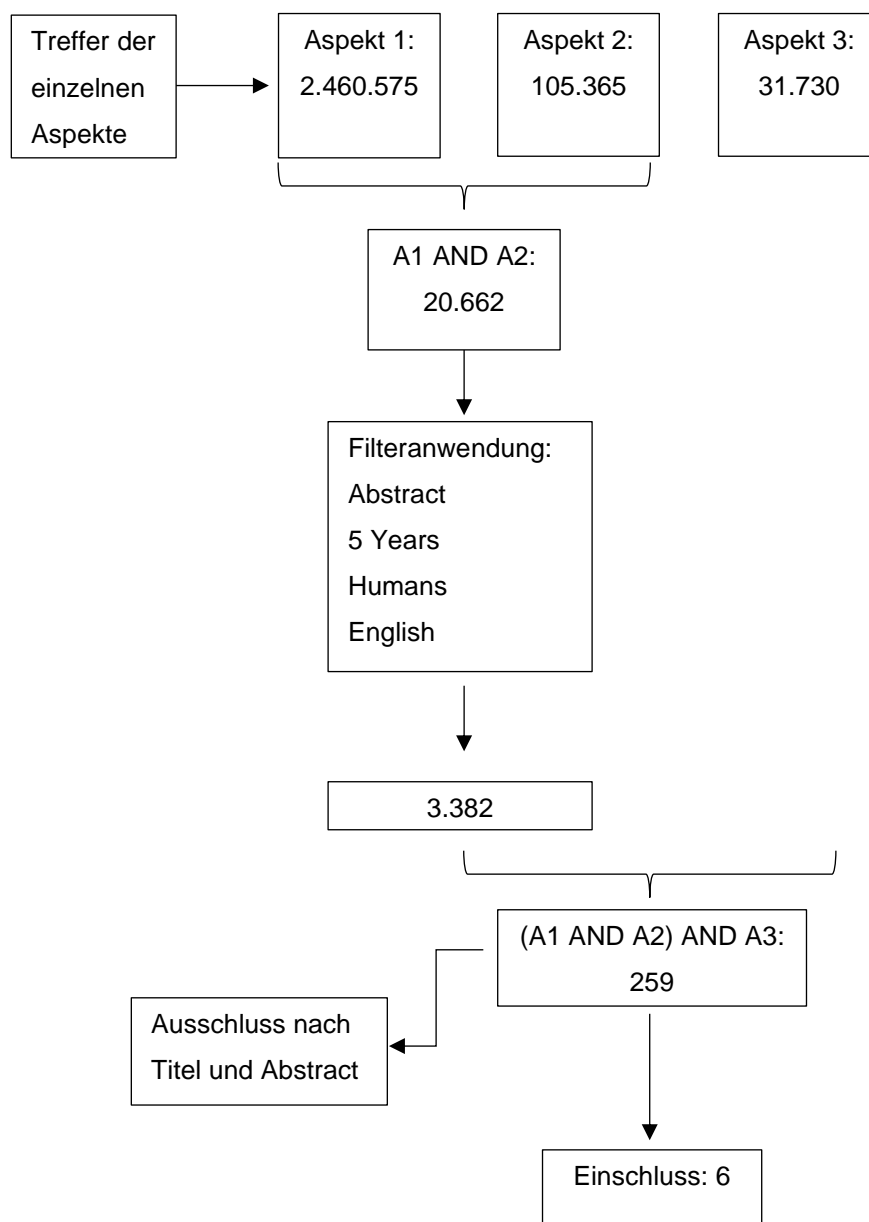 Treffer der
einzelnen
Aspekte
Aspekt 1:
2.460.575
Aspekt 2:
105.365
Aspekt 3:
31.730
A1 AND A2:
20.662
Filteranwendung:
Abstract
5 Years
Humans
English
3.382
(A1 AND A2) AND A3:
259
Ausschluss nach
Titel und Abstract
Einschluss: 6